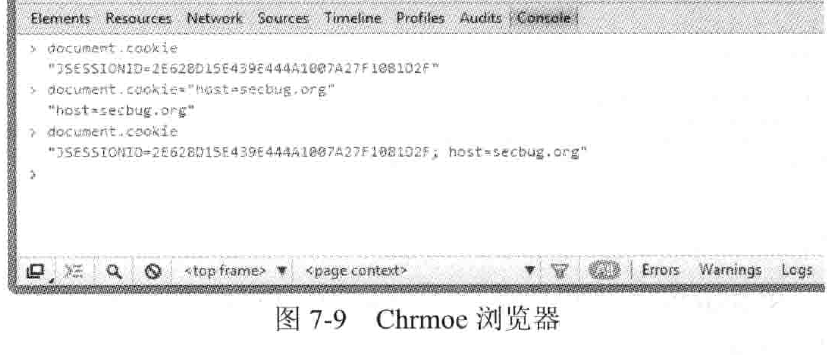 Elements Resources Network Sources Timeline Profiles Audits Console
> document.cookie
"JSESSIONID=2E628D15E439E444A1007A27F1081D2F"
> document.cookie="host=secbug.org"
"host=secbug.org"
> document.cookie
"JSESSIONID=2E628D15E439E444A1007A27F1081D2F; host=secbug.org"
>
<top frame> ▼ <page context> ▼ All Errors Warnings Logs
图 7-9 Chrmoe 浏览器